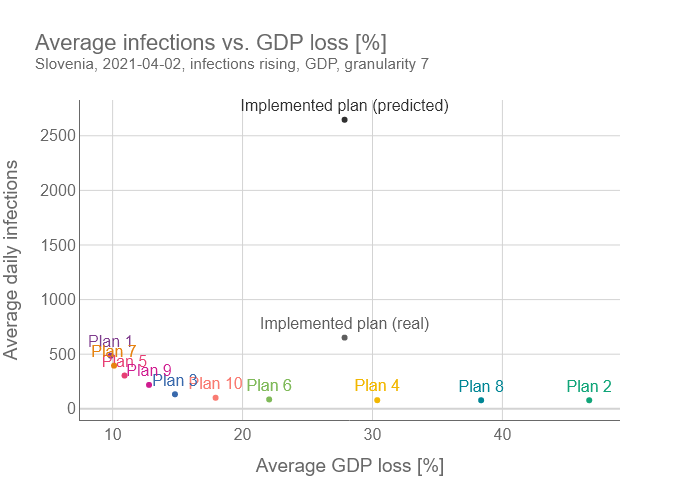 Average infections vs. GDP loss [%]
Slovenia, 2021-04-02, infections rising, GDP, granularity 7
Implemented plan (predicted)
2500
2000
1500
1000
500
0
Average daily infections
Implemented plan (real)
Plan 1
Plan 7
Plan 5
Plan 9
Plan 3
Plan 10
Plan 6
Plan 4
Plan 8
Plan 2
10
20
30
40
Average GDP loss [%]